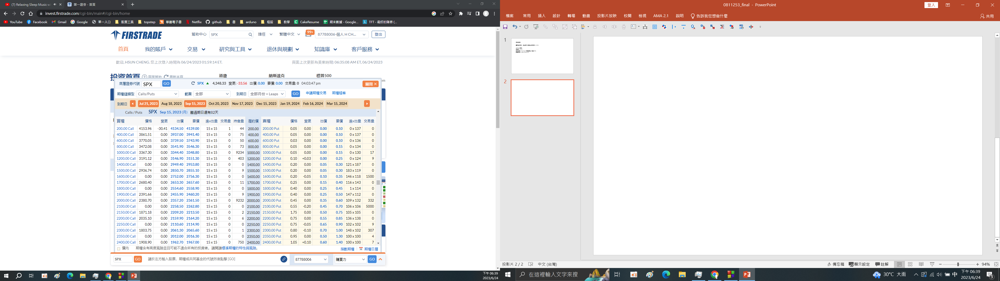 (7) Relaxing Sleep Music w
第一證券 - 首頁
invest.firstrade.com/cgi-bin/main#/cgi-bin/home
YouTube Facebook Gmail Google 單一入口 股票工具 topstep 華藝電子書 Netflix github 書 arduno 程設 教學 CakeResume 期末數據 - Google... TFT - 最好的陣容 (...
FIRSTRADE 幫助中心 SPX 捷徑 繁體中文 99+ 87788006-個人 H CH... 登出
首頁 我的賬戶 交易 研究與工具 退休與規劃 知識庫 客戶服務
歡迎, HSUN CHENG. 您上次登入時間為 06/24/2023 01:59:14 ET. 頁面上次更新為美東時間: 06:35:08 AM ET, 06/24/2023
投資首頁 頁面幫助 更新本頁 道瓊 納斯達克 標普500
底層證券代號 SPX GO SPX 4,348.33 變更: -33.56 出價: 0.00 要價: 0.00 交易量: 0 04:03:47 pm 關閉 ×
期權鏈類型 Calls/Puts 範圍 全部 到期日 全部月份 + Leaps GO 申請期權交易 期權極客
到期日 Jul 21, 2023 Aug 18, 2023 Sep 15, 2023 Oct 20, 2023 Nov 17, 2023 Dec 15, 2023 Jan 19, 2024 Feb 16, 2024 Mar 15, 2024
Calls / Puts SPX Sep 15, 2023 (月) 離過期日還有82天
買權 價格 變更 出價 要價 進x出量 交易量 持倉量 履約價 賣權 價格 變更 出價 要價 進x出量 交易量
200.00 Call 4153.96 -30.41 4134.50 4139.00 15 x 15 1 44 200.00 200.00 Put 0.05 0.00 0.00 0.10 0 x 137 0
400.00 Call 3861.51 0.00 3937.00 3941.40 15 x 15 0 75 400.00 400.00 Put 0.05 0.00 0.00 0.10 0 x 137 0
600.00 Call 3770.05 0.00 3739.50 3743.90 15 x 15 0 50 600.00 600.00 Put 0.03 0.00 0.00 0.10 0 x 136 0
800.00 Call 3472.08 0.00 3541.90 3546.30 15 x 15 0 73 800.00 800.00 Put 0.05 0.00 0.00 0.15 0 x 134 0
1000.00 Call 3367.30 0.00 3344.40 3348.80 15 x 15 0 9234 1000.00 1000.00 Put 0.05 0.00 0.00 0.15 0 x 130 17
1200.00 Call 3191.12 0.00 3146.90 3151.30 15 x 15 0 403 1200.00 1200.00 Put 0.10 +0.03 0.00 0.25 0 x 124 9
1400.00 Call 0.00 0.00 2949.40 2953.80 15 x 15 0 0 1400.00 1400.00 Put 0.20 0.00 0.05 0.30 121 x 187 0
1500.00 Call 2936.74 0.00 2850.70 2855.10 15 x 15 0 9 1500.00 1500.00 Put 0.20 0.00 0.05 0.30 183 x 119 0
1600.00 Call 0.00 0.00 2752.00 2756.30 15 x 15 0 0 1600.00 1600.00 Put 0.20 -0.05 0.10 0.35 146 x 118 1500
1700.00 Call 2680.40 0.00 2653.30 2657.60 15 x 15 0 11 1700.00 1700.00 Put 0.25 0.00 0.15 0.40 116 x 143 0
1800.00 Call 0.00 0.00 2554.60 2558.90 15 x 15 0 0 1800.00 1800.00 Put 0.40 0.00 0.25 0.45 1 x 114 0
1900.00 Call 2391.66 0.00 2455.90 2460.20 15 x 15 0 9 1900.00 1900.00 Put 0.40 0.00 0.25 0.50 147 x 112 0
2000.00 Call 2380.70 0.00 2357.20 2361.50 15 x 15 0 9232 2000.00 2000.00 Put 0.45 0.00 0.35 0.60 109 x 132 332
2100.00 Call 0.00 0.00 2258.50 2262.80 15 x 15 0 0 2100.00 2100.00 Put 0.55 -0.20 0.45 0.70 106 x 106 5000
2150.00 Call 1871.18 0.00 2209.20 2213.50 15 x 15 0 2 2150.00 2150.00 Put 1.75 0.00 0.50 0.75 105 x 105 0
2200.00 Call 2035.10 0.00 2159.90 2164.20 15 x 15 0 6 2200.00 2200.00 Put 0.75 0.00 0.55 0.85 136 x 138 0
2250.00 Call 0.00 0.00 2110.60 2114.90 15 x 15 0 0 2250.00 2250.00 Put 0.75 -0.05 0.65 0.90 102 x 102 9
2300.00 Call 1803.75 0.00 2061.30 2065.60 15 x 15 0 1 2300.00 2300.00 Put 0.80 -0.10 0.70 1.00 148 x 102 307
2350.00 Call 0.00 0.00 2012.00 2016.30 15 x 15 0 0 2350.00 2350.00 Put 0.95 0.00 0.50 1.30 100 x 100 4
2400.00 Call 1908.90 0.00 1962.70 1967.00 15 x 15 0 750 2400.00 2400.00 Put 1.05 +0.10 0.60 1.40 100 x 100 7
價內 期權含有高度風險並且可能不適合所有的投資者。請閱讀標準期權的特性與風險。 指數期權 期權日曆
SPX GO 請於左方輸入股票, 期權或共同基金的代號然後點擊 [GO] 87788006 購買力 GO
下午 06:39
2023/6/24
0811253_final - PowerPoint 登入
檔案 常用 插入 設計 轉場 動畫 投影片放映 校閱 檢視 AMA 2.1 說明 告訴我您想做什麼 共用
1
2
投影片 2 / 2 中文 (台灣) 備忘稿 顯示設定 註解 94%
在這裡輸入文字來搜 30°C 大雨 中 下午 06:39
2023/6/24
3